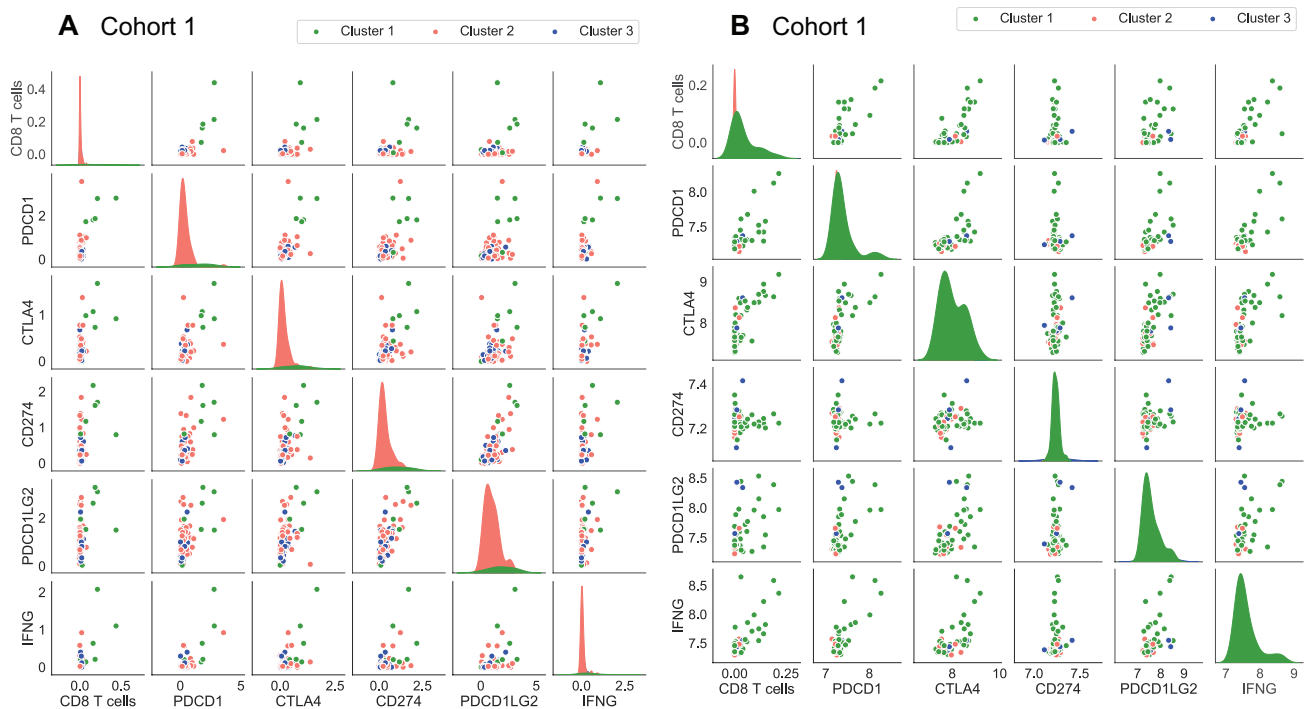 A Cohort 1
Cluster 1 Cluster 2 Cluster 3
CD8 T cells
0.4
0.2
0.0
PDCD1
2
0
CTLA4
1
0
CD274
2
1
0
PDCD1LG2
2
0
IFNG
2
1
0
0.0 0.5 0 5 0.0 2.5 0.0 2.5 0 5 0.0 2.5
CD8 T cells PDCD1 CTLA4 CD274 PDCD1LG2 IFNG
B Cohort 1
Cluster 1 Cluster 2 Cluster 3
CD8 T cells
0.2
0.0
PDCD1
8.0
7.5
CTLA4
9
8
CD274
7.4
7.2
PDCD1LG2
8.5
8.0
7.5
IFNG
8.5
8.0
7.5
0.00 0.25 7 8 8 10 7.0 7.5 7 8 9 7 8 9
CD8 T cells PDCD1 CTLA4 CD274 PDCD1LG2 IFNG